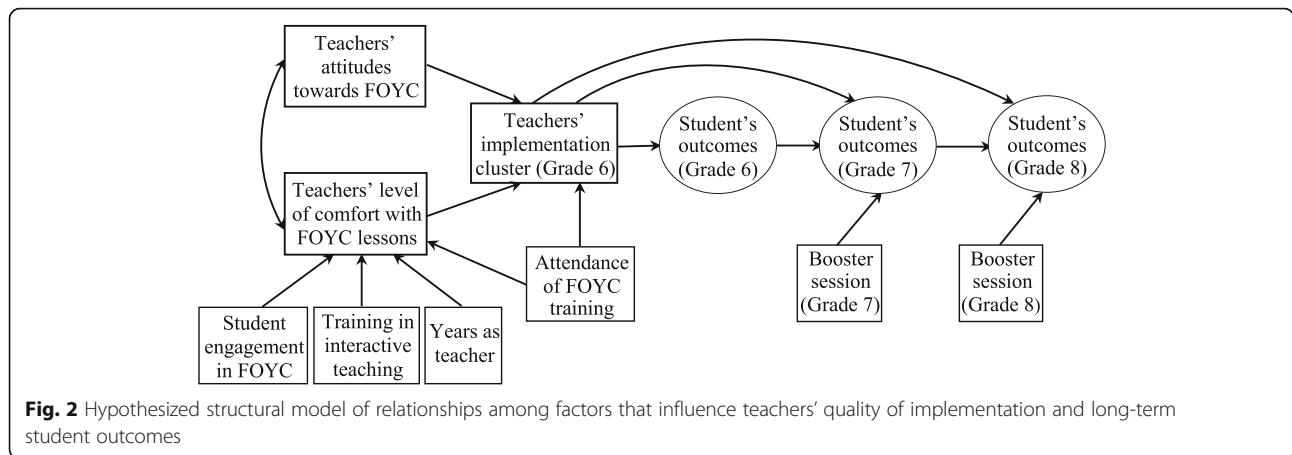 Teachers'
attitudes
towards FOYC
Teachers'
implementation
cluster (Grade 6)
Student's
outcomes
(Grade 6)
Student's
outcomes
(Grade 7)
Student's
outcomes
(Grade 8)
Teachers' level
of comfort with
FOYC lessons
Attendance
of FOYC
training
Booster
session
(Grade 7)
Booster
session
(Grade 8)
Student
engagement
in FOYC
Training in
interactive
teaching
Years as
teacher
Fig. 2 Hypothesized structural model of relationships among factors that influence teachers' quality of implementation and long-term
student outcomes